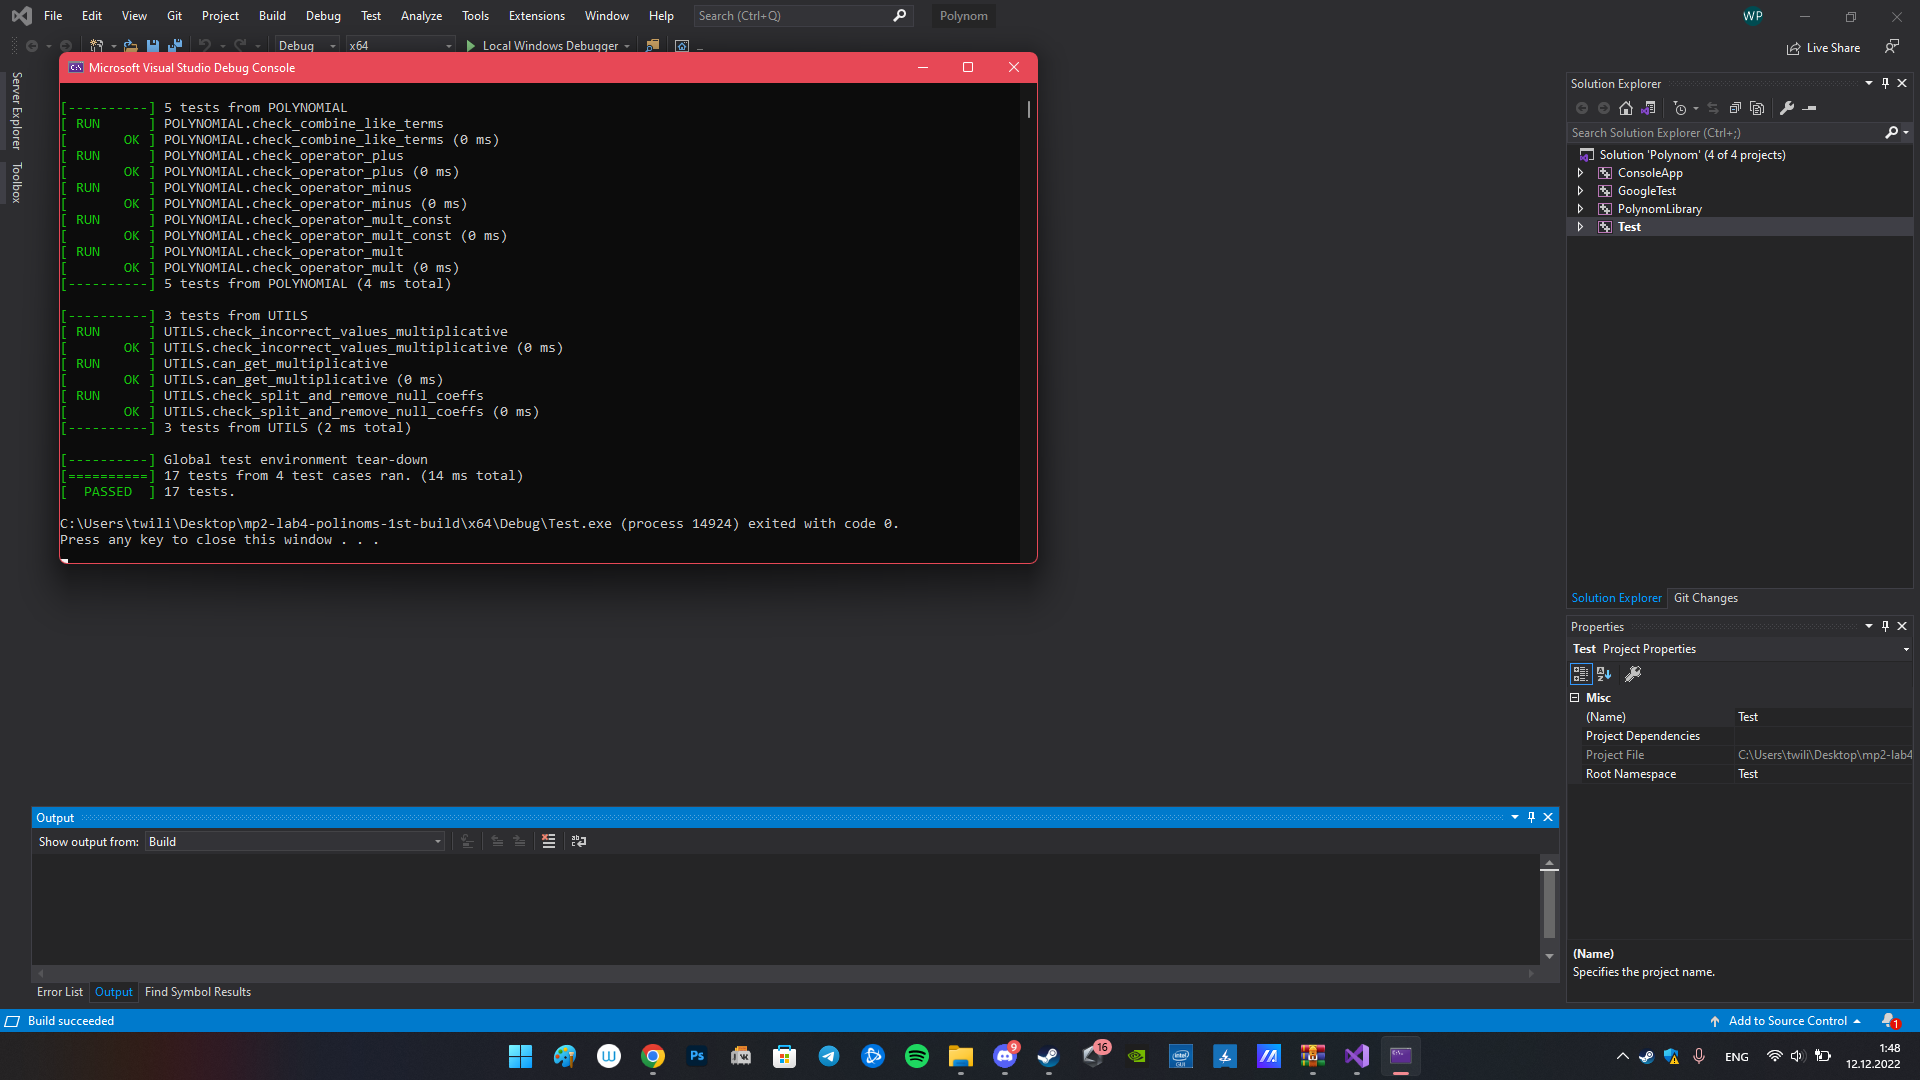 File Edit View Git Project Build Debug Test Analyze Tools Extensions Window Help Search (Ctrl+Q) Polynom WP
Debug x64 Local Windows Debugger Live Share
Server Explorer
Toolbox
Microsoft Visual Studio Debug Console
[----------] 5 tests from POLYNOMIAL
[ RUN      ] POLYNOMIAL.check_combine_like_terms
[       OK ] POLYNOMIAL.check_combine_like_terms (0 ms)
[ RUN      ] POLYNOMIAL.check_operator_plus
[       OK ] POLYNOMIAL.check_operator_plus (0 ms)
[ RUN      ] POLYNOMIAL.check_operator_minus
[       OK ] POLYNOMIAL.check_operator_minus (0 ms)
[ RUN      ] POLYNOMIAL.check_operator_mult_const
[       OK ] POLYNOMIAL.check_operator_mult_const (0 ms)
[ RUN      ] POLYNOMIAL.check_operator_mult
[       OK ] POLYNOMIAL.check_operator_mult (0 ms)
[----------] 5 tests from POLYNOMIAL (4 ms total)
[----------] 3 tests from UTILS
[ RUN      ] UTILS.check_incorrect_values_multiplicative
[       OK ] UTILS.check_incorrect_values_multiplicative (0 ms)
[ RUN      ] UTILS.can_get_multiplicative
[       OK ] UTILS.can_get_multiplicative (0 ms)
[ RUN      ] UTILS.check_split_and_remove_null_coeffs
[       OK ] UTILS.check_split_and_remove_null_coeffs (0 ms)
[----------] 3 tests from UTILS (2 ms total)
[----------] Global test environment tear-down
[==========] 17 tests from 4 test cases ran. (14 ms total)
[  PASSED  ] 17 tests.
C:\Users\twili\Desktop\mp2-lab4-polinoms-1st-build\x64\Debug\Test.exe (process 14924) exited with code 0.
Press any key to close this window . . .
Solution Explorer
Search Solution Explorer (Ctrl+;)
Solution 'Polynom' (4 of 4 projects)
ConsoleApp
GoogleTest
PolynomLibrary
Test
Solution Explorer Git Changes
Properties
Test Project Properties
Misc
(Name) Test
Project Dependencies
Project File C:\Users\twili\Desktop\mp2-lab4
Root Namespace Test
(Name)
Specifies the project name.
Output
Show output from: Build
Error List Output Find Symbol Results
Build succeeded Add to Source Control 1
Ps 9 16 ENG 1:48
12.12.2022